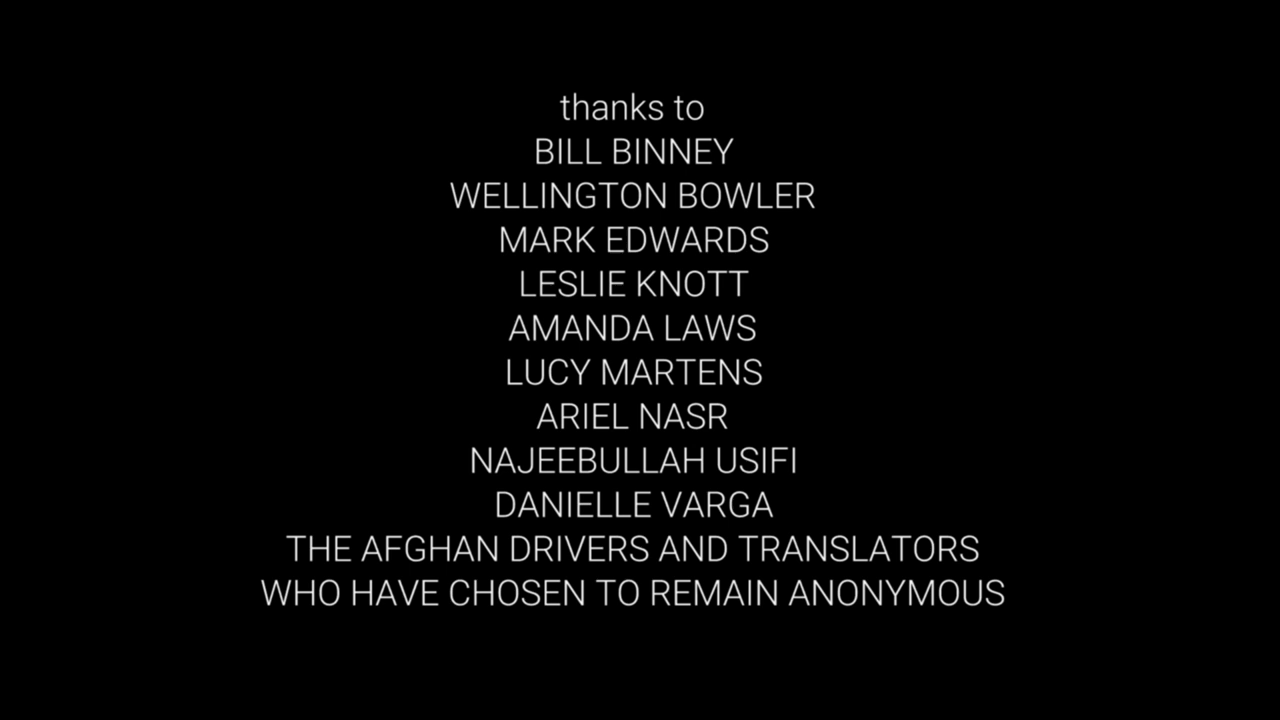 thanks to
BILL BINNEY
WELLINGTON BOWLER
MARK EDWARDS
LESLIE KNOTT
AMANDA LAWS
LUCY MARTENS
ARIEL NASR
NAJEEBULLAH USIFI
DANIELLE VARGA
THE AFGHAN DRIVERS AND TRANSLATORS
WHO HAVE CHOSEN TO REMAIN ANONYMOUS